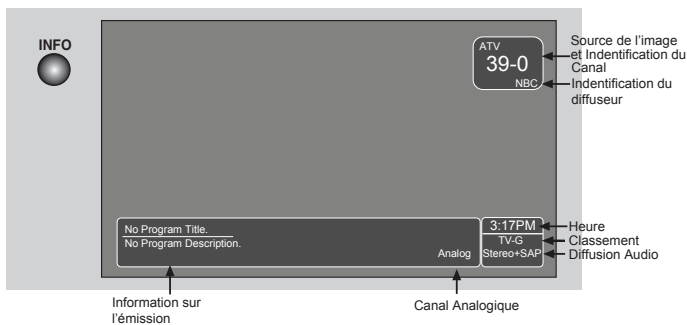 INFO
ATV
39-0
NBC
Source de l'image
et Indentification du
Canal
Indentification du
diffuseur
No Program Title.
No Program Description.
Analog
3:17PM
TV-G
Stereo+SAP
Heure
Classement
Diffusion Audio
Information sur
l'émission
Canal Analogique